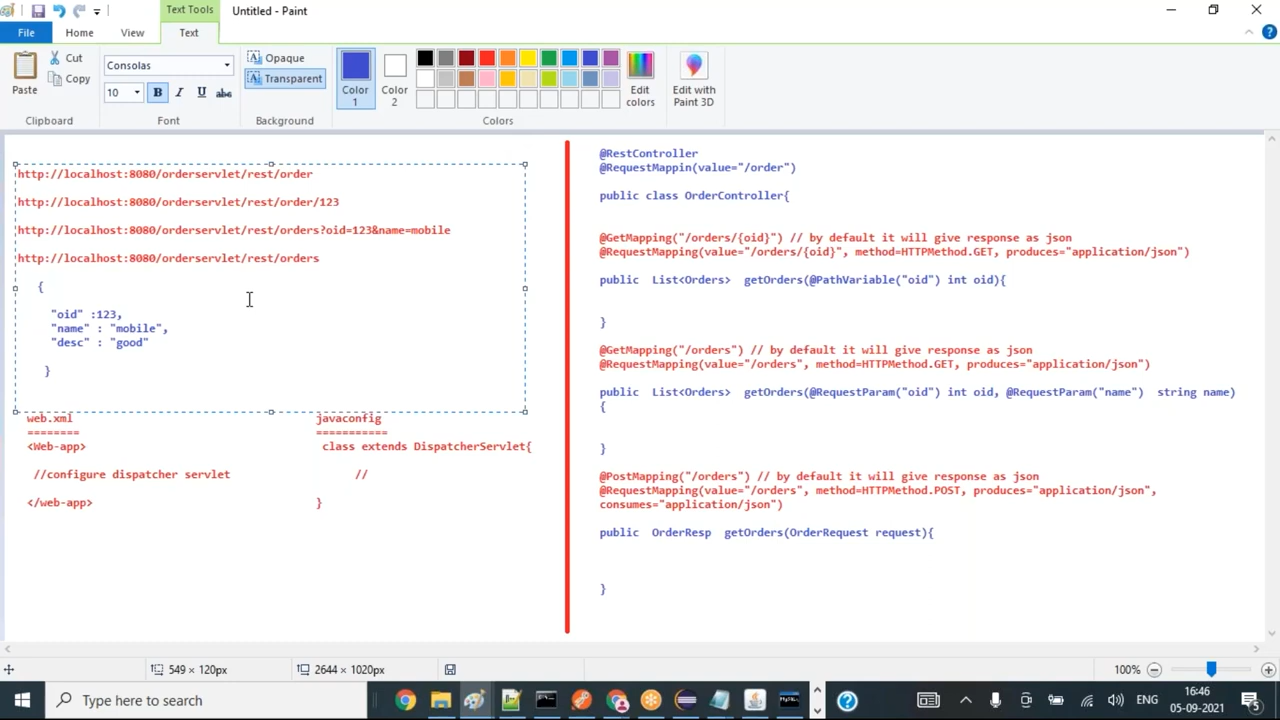 Text Tools
Untitled - Paint
File
Home
View
Text
Paste
Cut
Copy
Clipboard
Consolas
10
B
I
U
abc
Font
Opaque
Transparent
Background
Color 1
Color 2
Edit colors
Colors
Edit with Paint 3D
http://localhost:8080/orderservlet/rest/order
http://localhost:8080/orderservlet/rest/order/123
http://localhost:8080/orderservlet/rest/orders?oid=123&name=mobile
http://localhost:8080/orderservlet/rest/orders
{
"oid" :123,
"name" : "mobile",
"desc" : "good"
}
web.xml
========
<Web-app>
//configure dispatcher servlet
</web-app>
javaconfig
===========
class extends DispatcherServlet{
//
}
@RestController
@RequestMappin(value="/order")
public class OrderController{
@GetMapping("/orders/{oid}") // by default it will give response as json
@RequestMapping(value="/orders/{oid}", method=HTTPMethod.GET, produces="application/json")
public List<Orders> getOrders(@PathVariable("oid") int oid){
}
@GetMapping("/orders") // by default it will give response as json
@RequestMapping(value="/orders", method=HTTPMethod.GET, produces="application/json")
public List<Orders> getOrders(@RequestParam("oid") int oid, @RequestParam("name") string name)
{
}
@PostMapping("/orders") // by default it will give response as json
@RequestMapping(value="/orders", method=HTTPMethod.POST, produces="application/json",
consumes="application/json")
public OrderResp getOrders(OrderRequest request){
}
549 × 120px
2644 × 1020px
100%
Type here to search
ENG
16:46
05-09-2021
5